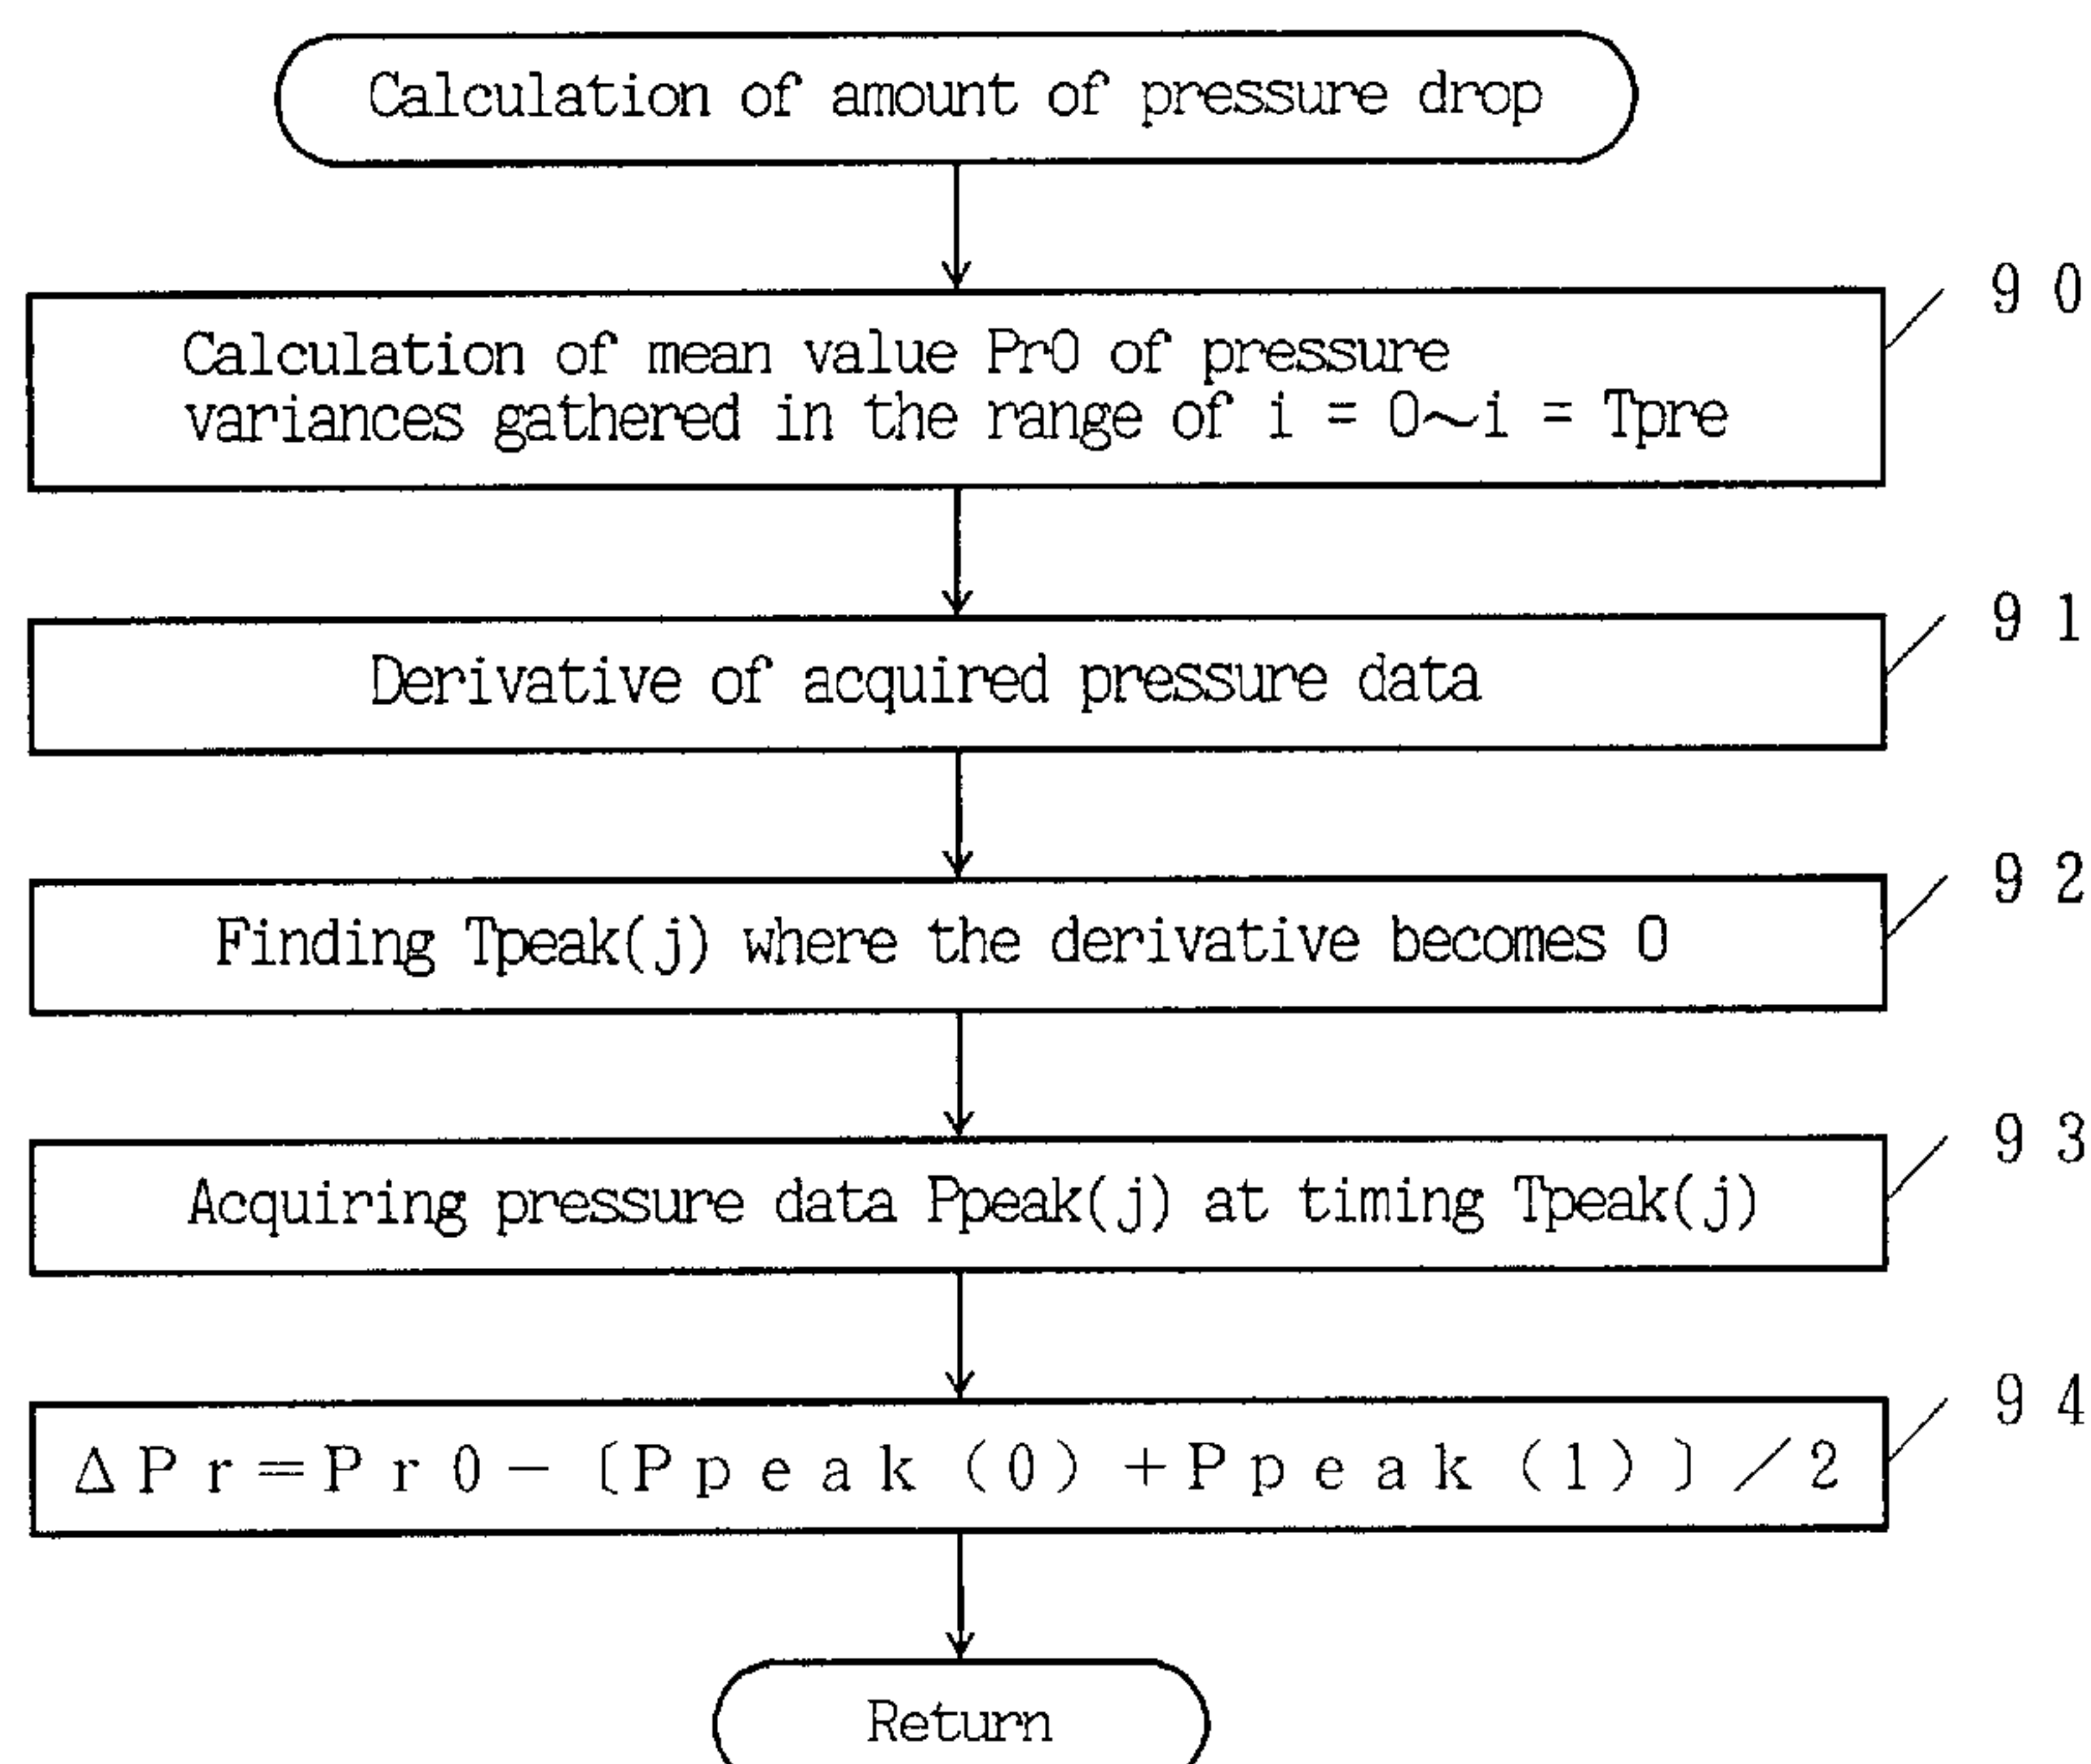 Calculation of amount of pressure drop
90
Calculation of mean value Pr0 of pressure
variances gathered in the range of i = 0~i = Tpre
91
Derivative of acquired pressure data
92
Finding Tpeak(j) where the derivative becomes 0
93
Acquiring pressure data Ppeak(j) at timing Tpeak(j)
94
ΔPr=Pr0-〔Ppeak(0)+Ppeak(1)〕/2
Return